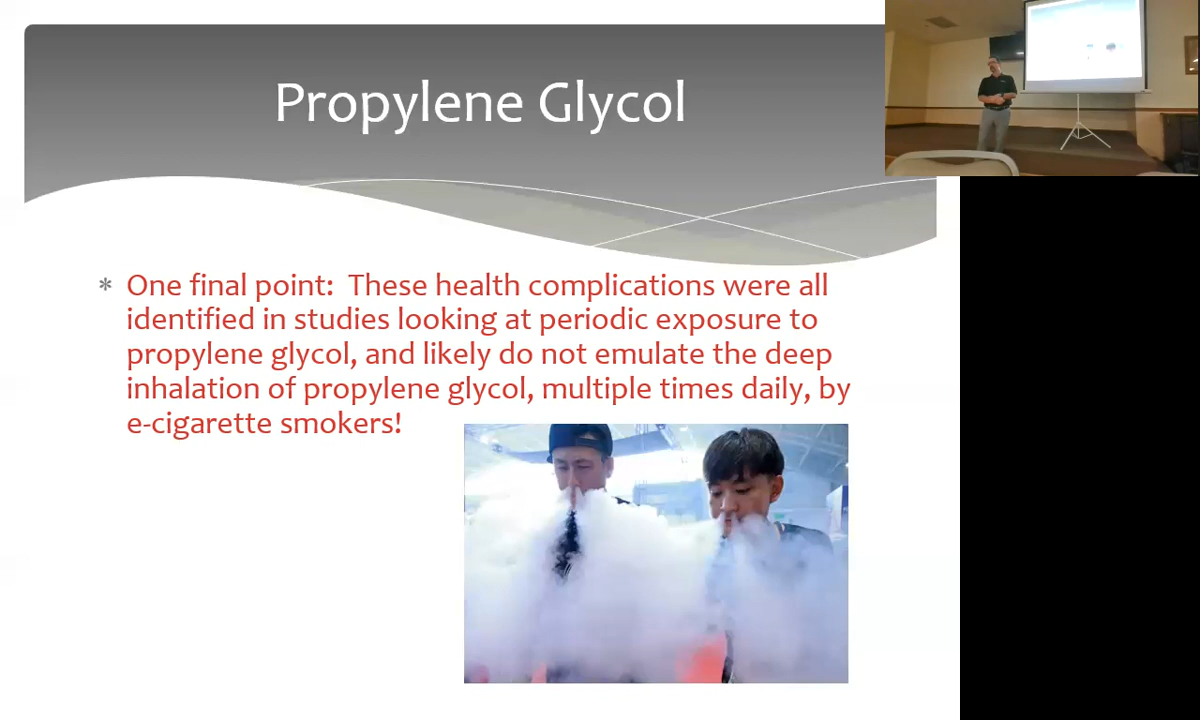 Propylene Glycol
* One final point:  These health complications were all
identified in studies looking at periodic exposure to
propylene glycol, and likely do not emulate the deep
inhalation of propylene glycol, multiple times daily, by
e-cigarette smokers!